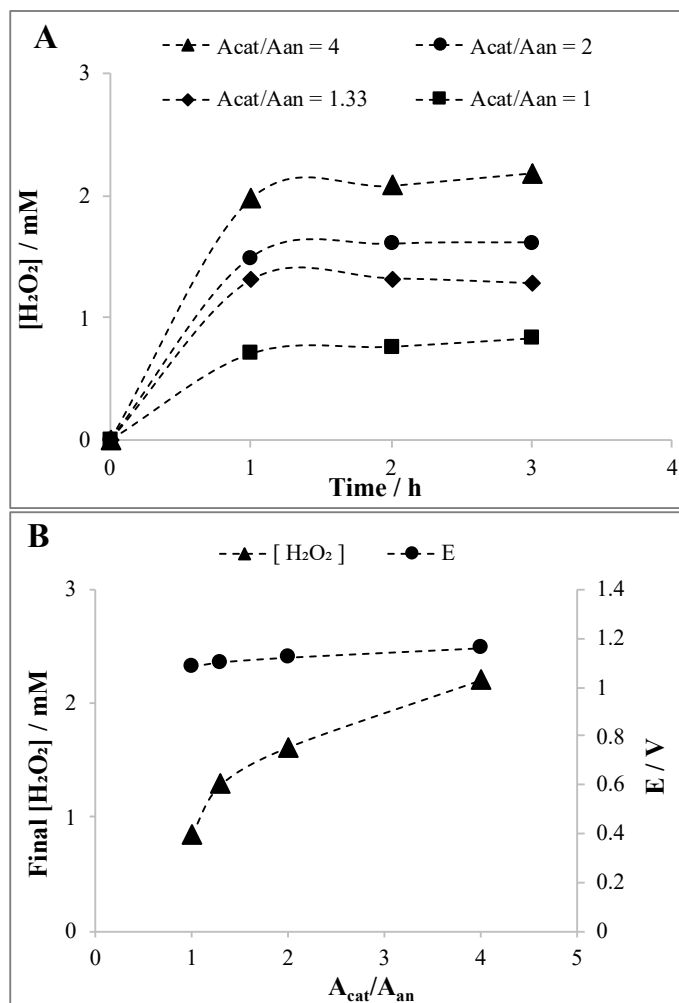 A
Acat/Aan = 4
Acat/Aan = 2
Acat/Aan = 1.33
Acat/Aan = 1
3
2
1
0
[H₂O₂] / mM
0 1 2 3 4
Time / h
B
[ H₂O₂ ]
E
3
2
1
0
Final [H₂O₂] / mM
1.4
1.2
1
0.8
0.6
0.4
0.2
0
E / V
0 1 2 3 4 5
A_cat/A_an